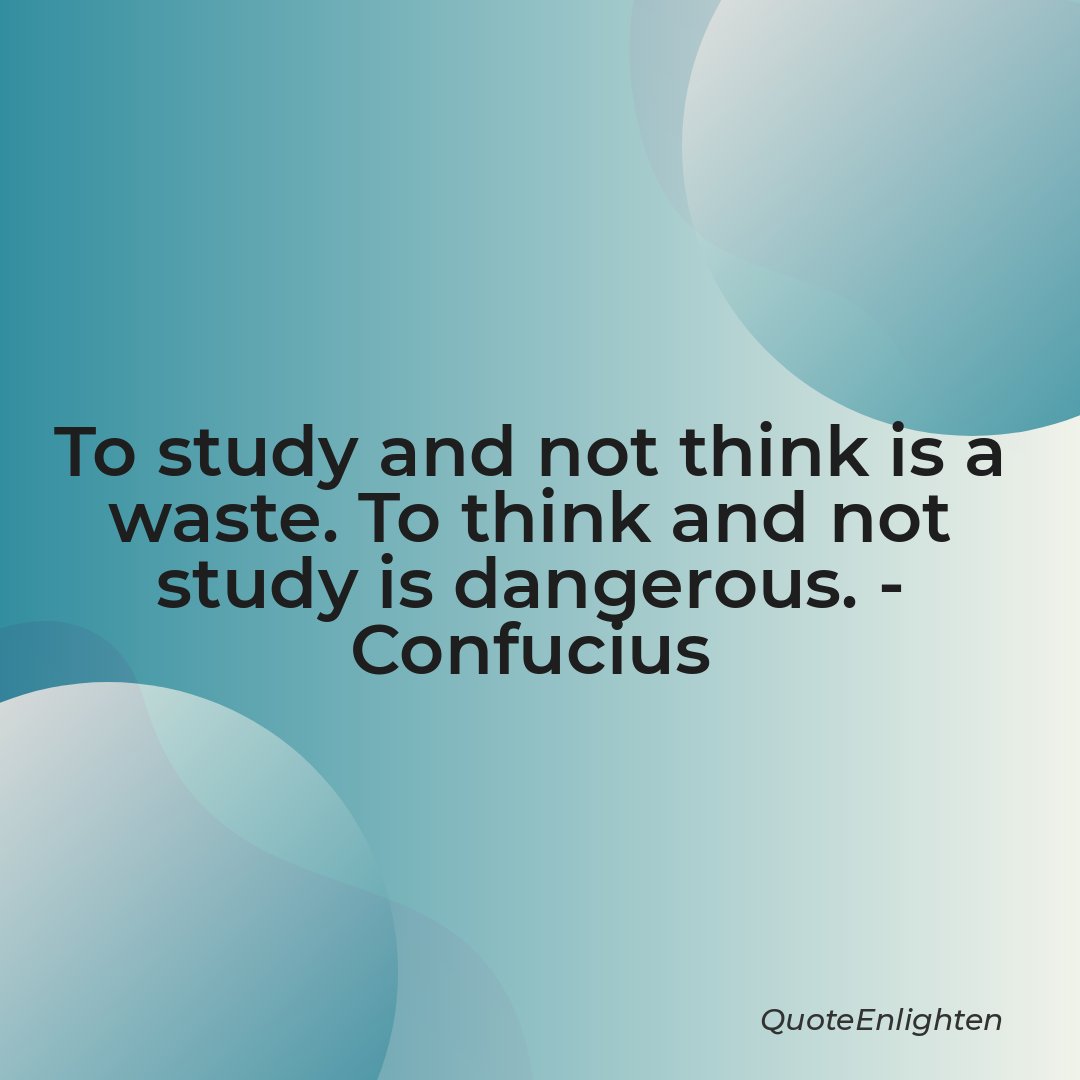 To study and not think is a
waste. To think and not
study is dangerous. -
Confucius
QuoteEnlighten